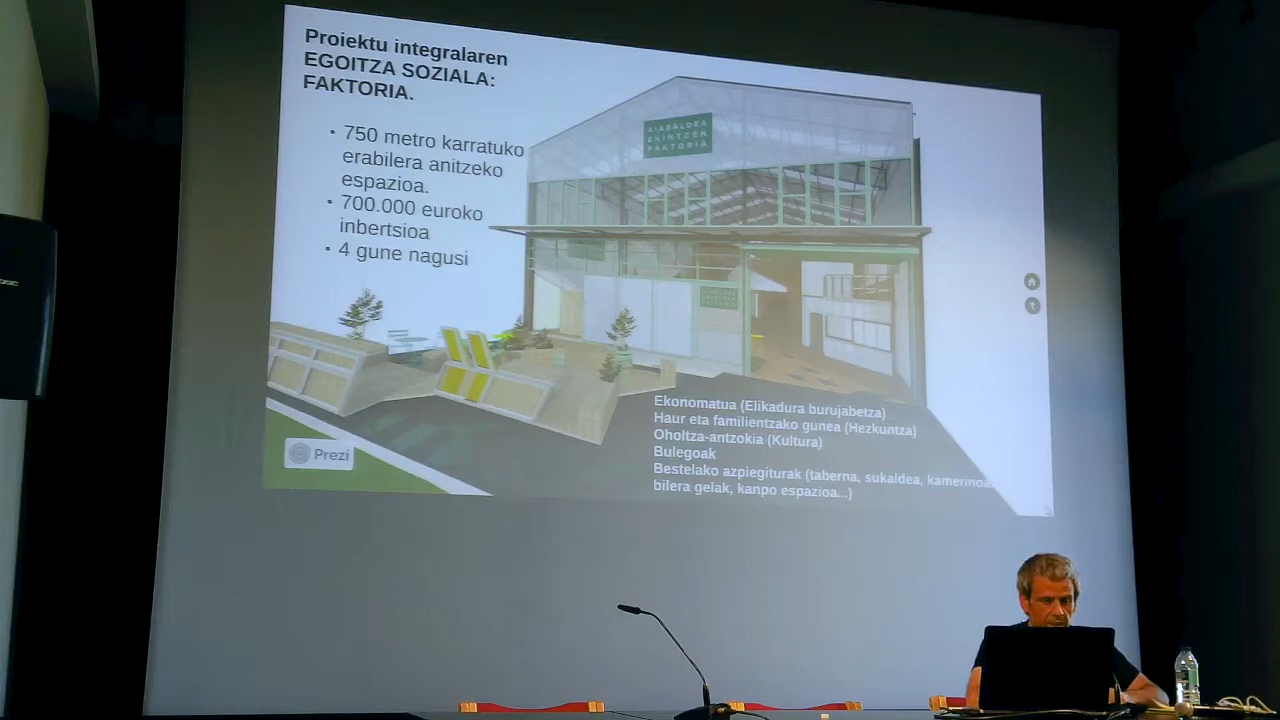 Proiektu integralaren
EGOITZA SOZIALA:
FAKTORIA.
• 750 metro karratuko
erabilera anitzeko
espazioa.
• 700.000 euroko
inbertsioa
• 4 gune nagusi
AIARALDEA
EKINTZEN
FAKTORIA
Ekonomatua (Elikadura burujabetza)
Haur eta familientzako gunea (Hezkuntza)
Oholtza-antzokia (Kultura)
Bulegoak
Bestelako azpiegiturak (taberna, sukaldea, kamerinoa,
bilera gelak, kanpo espazioa...)
Prezi